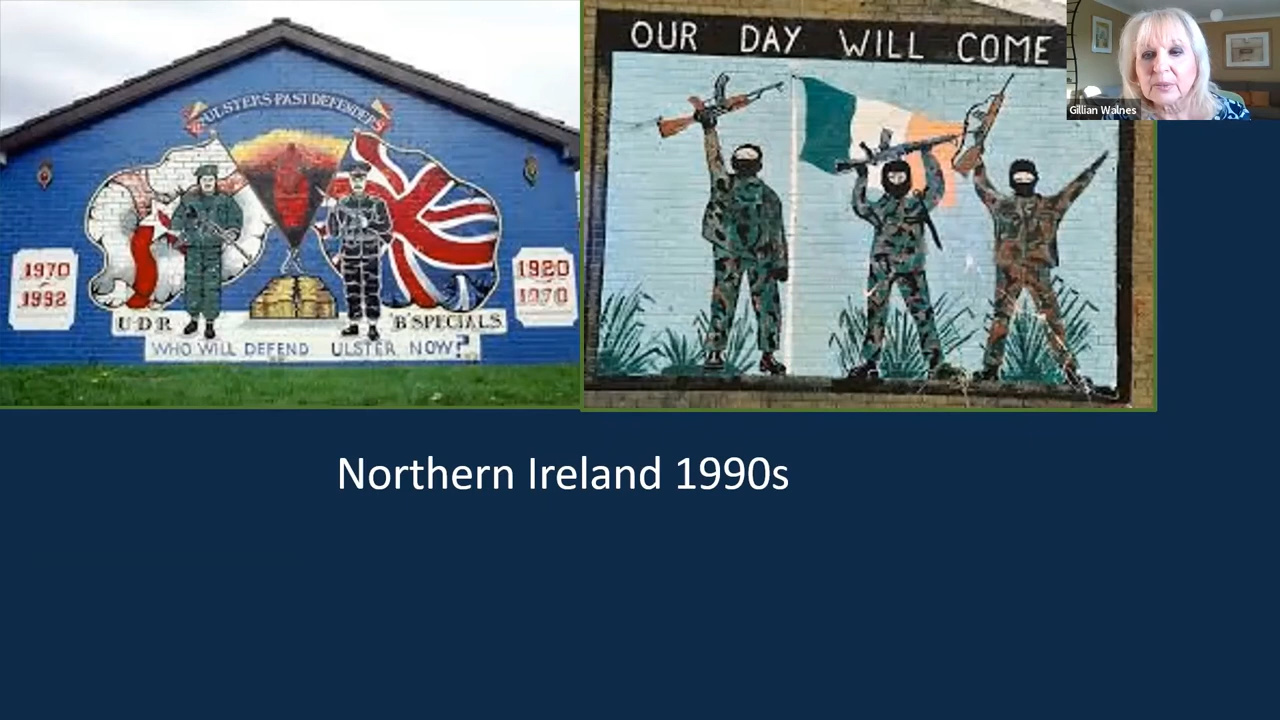 ULSTER'S PAST DEFENDERS
1970
1992
1920
1970
U·D·R
'B' SPECIALS
WHO WILL DEFEND ULSTER NOW?
OUR DAY WILL COME
Gillian Walnes
Northern Ireland 1990s